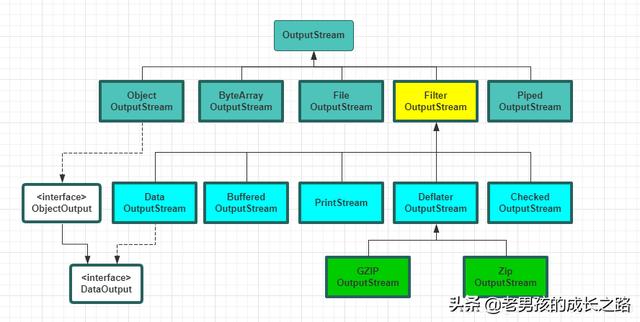 OutputStream
Object
OutputStream
ByteArray
OutputStream
File
OutputStream
Filter
OutputStream
Piped
OutputStream
<interface>
ObjectOutput
Data
OutputStream
Buffered
OutputStream
PrintStream
Deflater
OutputStream
Checked
OutputStream
<interface>
DataOutput
GZIP
OutputStream
Zip
OutputStream
头条 @老男孩的成长之路